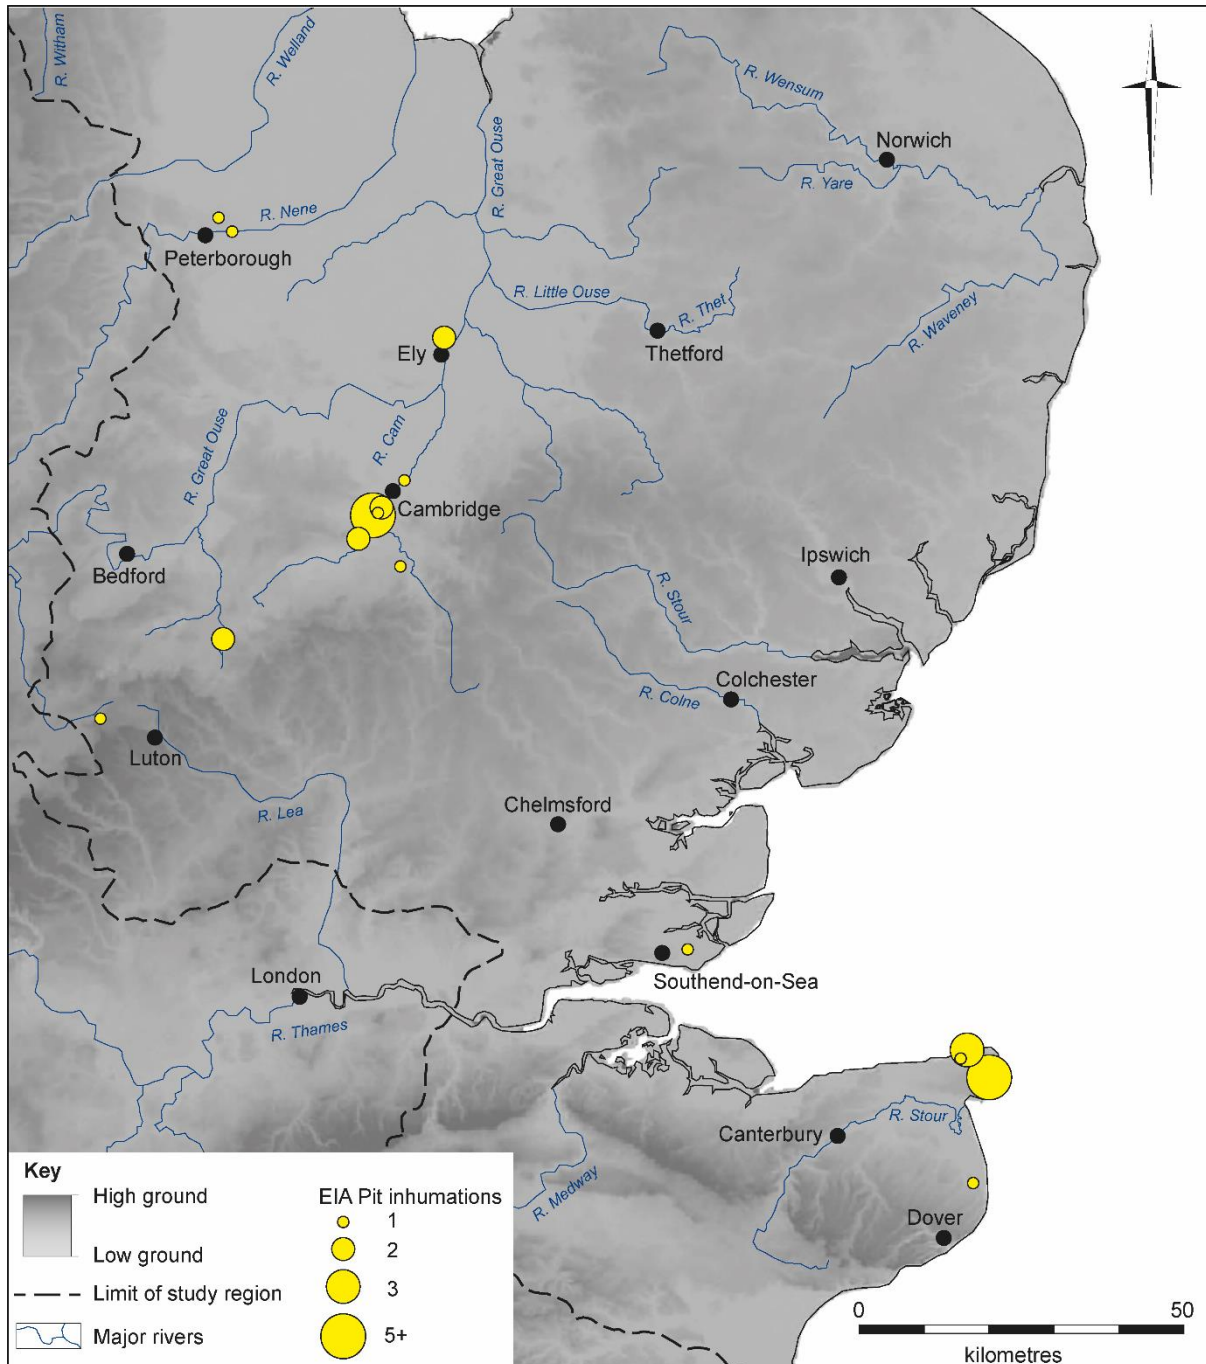 R. Witham
R. Welland
R. Great Ouse
R. Wensum
Norwich
R. Yare
R. Nene
Peterborough
R. Little Ouse
R. Thet
Thetford
R. Waveney
Ely
R. Great Ouse
R. Cam
Cambridge
Bedford
Ipswich
R. Stour
Colchester
R. Colne
Luton
R. Lea
Chelmsford
London
R. Thames
Southend-on-Sea
R. Stour
Canterbury
R. Medway
Dover
Key
High ground
Low ground
Limit of study region
Major rivers
EIA Pit inhumations
1
2
3
5+
0 50
kilometres